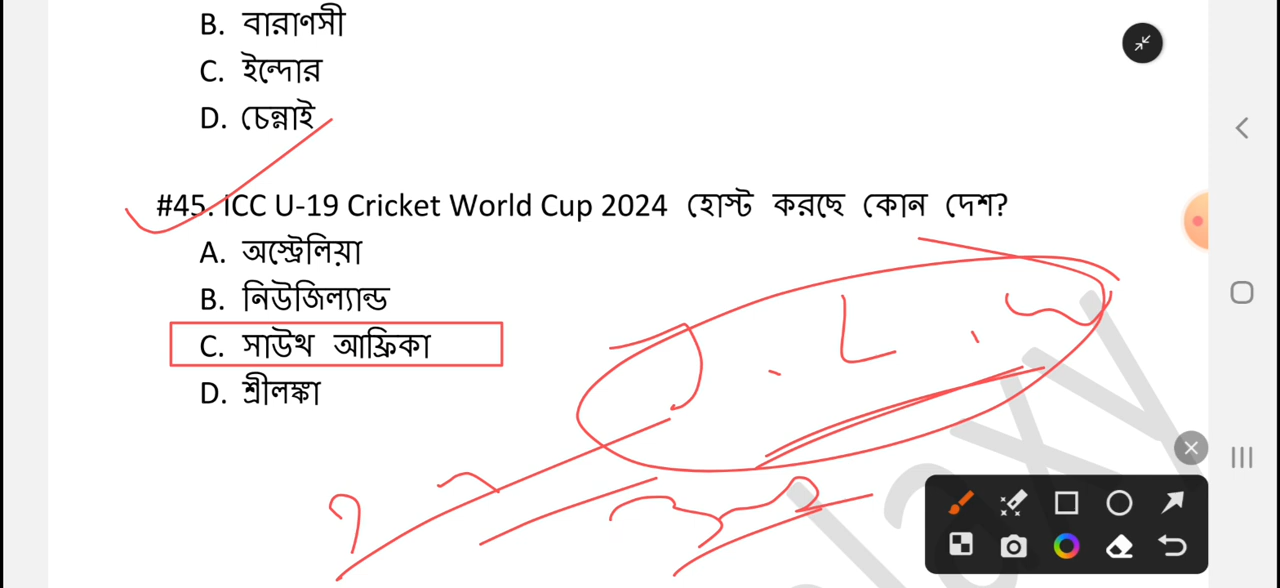 B. বারাণসী
C. ইন্দোর
D. চেন্নাই
#45. ICC U-19 Cricket World Cup 2024 হোস্ট করছে কোন দেশ?
A. অস্ট্রেলিয়া
B. নিউজিল্যান্ড
C. সাউথ আফ্রিকা
D. শ্রীলঙ্কা